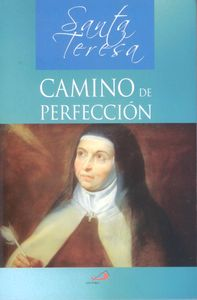 Santa
Teresa
CAMINO DE
PERFECCIÓN